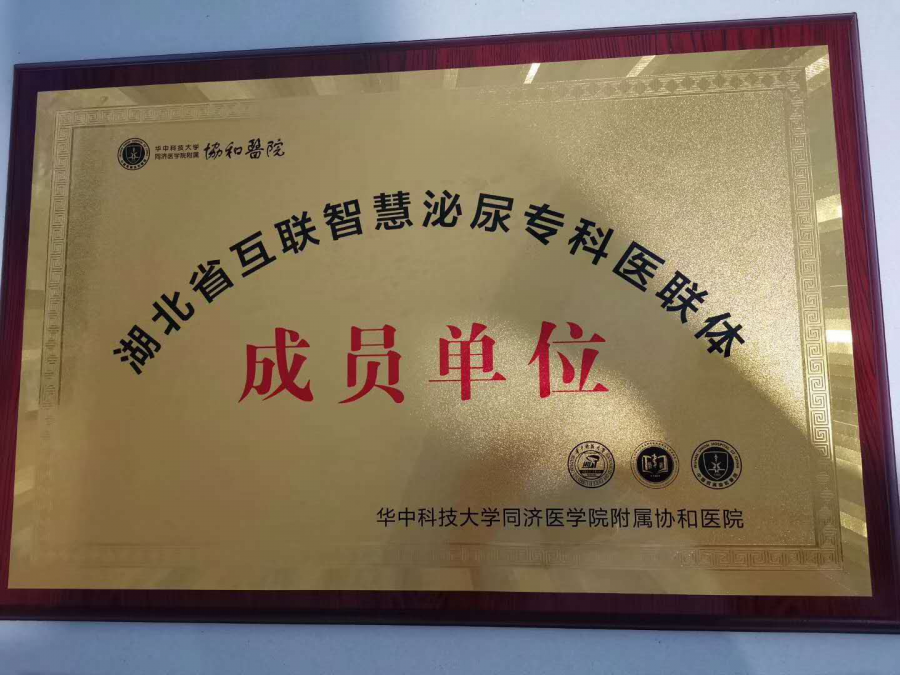 华中科技大学
同济医学院附属
協和醫院
湖北省互联智慧泌尿专科医联体
成员单位
华中科技大学同济医学院附属协和医院